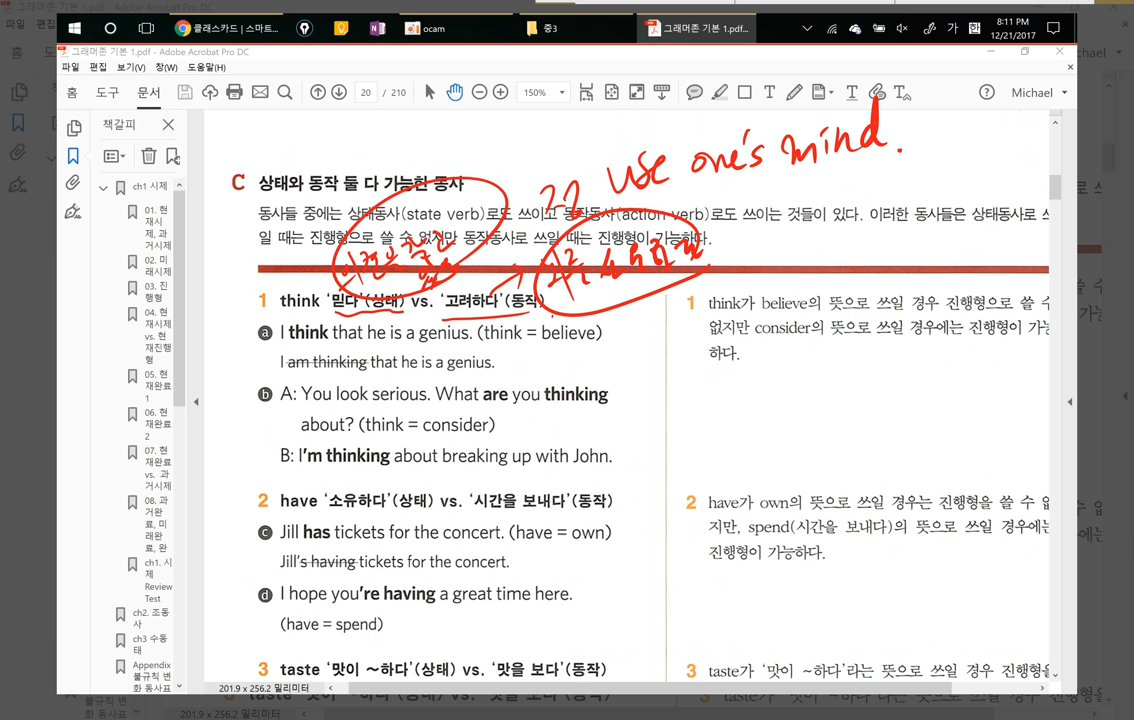 클래스카드 | 스마트...
ocam
중3
그래머존 기본 1.pdf...
가
한
8:11 PM
12/21/2017
그래머존 기본 1.pdf - Adobe Acrobat Pro DC
파일 편집 보기(V) 창(W) 도움말(H)
홈 도구 문서
20 / 210
150%
Michael
책갈피
ch1 시제
01. 현
재시
제, 과
거시제
02. 미
래시제
03. 진
행형
04. 현
재시제
vs. 현
재진행
형
05. 현
재완료
1
06. 현
재완료
2
07. 현
재완료
vs. 과
거시제
08. 과
거완
료, 미
래완
료, 완
ch1. 시
제
Review
Test
ch2. 조동
사
ch3 수동
태
Appendix
불규칙 변
화 동사표
use one's mind.
C 상태와 동작 둘 다 가능한 동사
동사들 중에는 상태동사(state verb)로도 쓰이고 동작동사(action verb)로도 쓰이는 것들이 있다. 이러한 동사들은 상태동사로 쓰
일 때는 진행형으로 쓸 수 없지만 동작동사로 쓰일 때는 진행형이 가능하다.
1 think ‘믿다’(상태) vs. ‘고려하다’(동작)
a I think that he is a genius. (think = believe)
I am thinking that he is a genius.
b A: You look serious. What are you thinking
about? (think = consider)
B: I'm thinking about breaking up with John.
2 have ‘소유하다’(상태) vs. ‘시간을 보내다’(동작)
c Jill has tickets for the concert. (have = own)
Jill's having tickets for the concert.
d I hope you're having a great time here.
(have = spend)
3 taste ‘맛이 ~하다’(상태) vs. ‘맛을 보다’(동작)
1 think가 believe의 뜻으로 쓰일 경우 진행형으로 쓸 수
없지만 consider의 뜻으로 쓰일 경우에는 진행형이 가능
하다.
2 have가 own의 뜻으로 쓰일 경우는 진행형을 쓸 수 없
지만, spend(시간을 보내다)의 뜻으로 쓰일 경우에는
진행형이 가능하다.
3 taste가 ‘맛이 ~하다’라는 뜻으로 쓰일 경우 진행형을
201.9 x 256.2 밀리미터